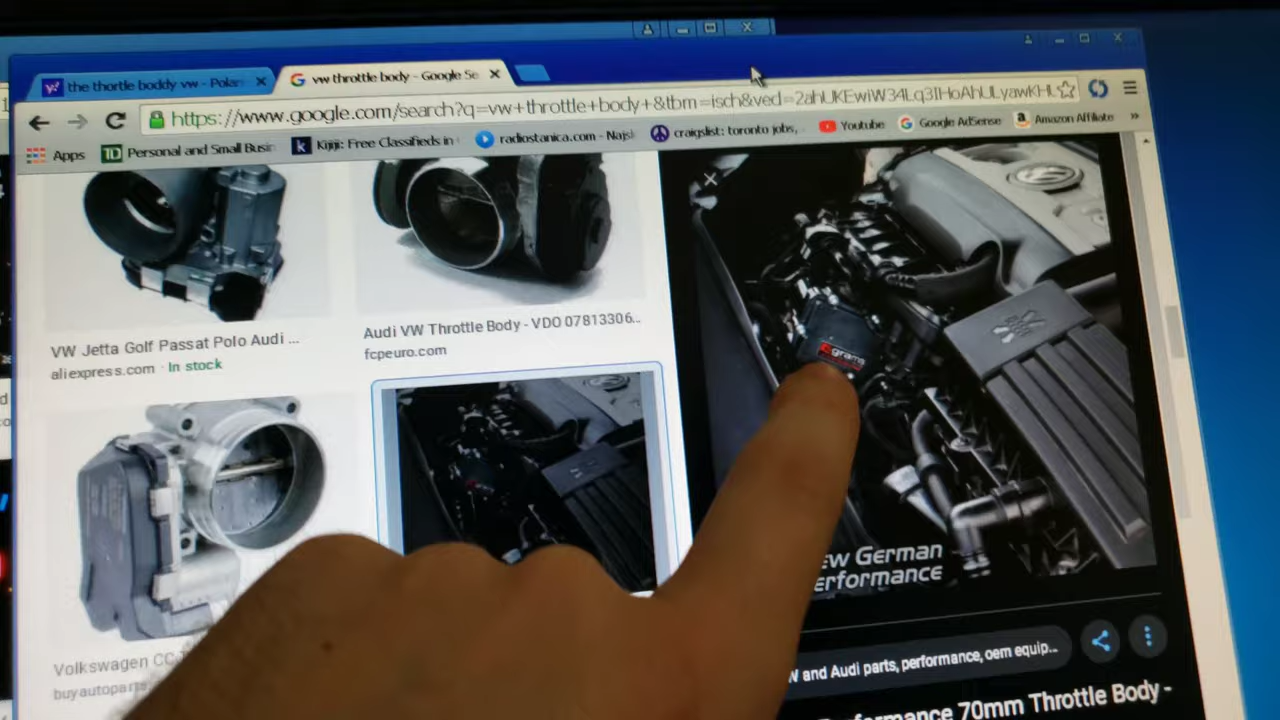 the thortle boddy vw - Polar
vw throttle body - Google Se
https://www.google.com/search?q=vw+throttle+body+&tbm=isch&ved=
Apps
Personal and Small Busin
Kijiji: Free Classifieds in
radiostanica.com - Najsl
craigslist: toronto jobs,
Youtube
Google AdSense
Amazon Affiliate
»
VW Jetta Golf Passat Polo Audi ...
aliexpress.com · In stock
Audi VW Throttle Body - VDO 07813306...
fcpeuro.com
grams
ew German
erformance
Volkswagen CC
buyautoparts
W and Audi parts, performance, oem equip...
erformance 70mm Throttle Body -